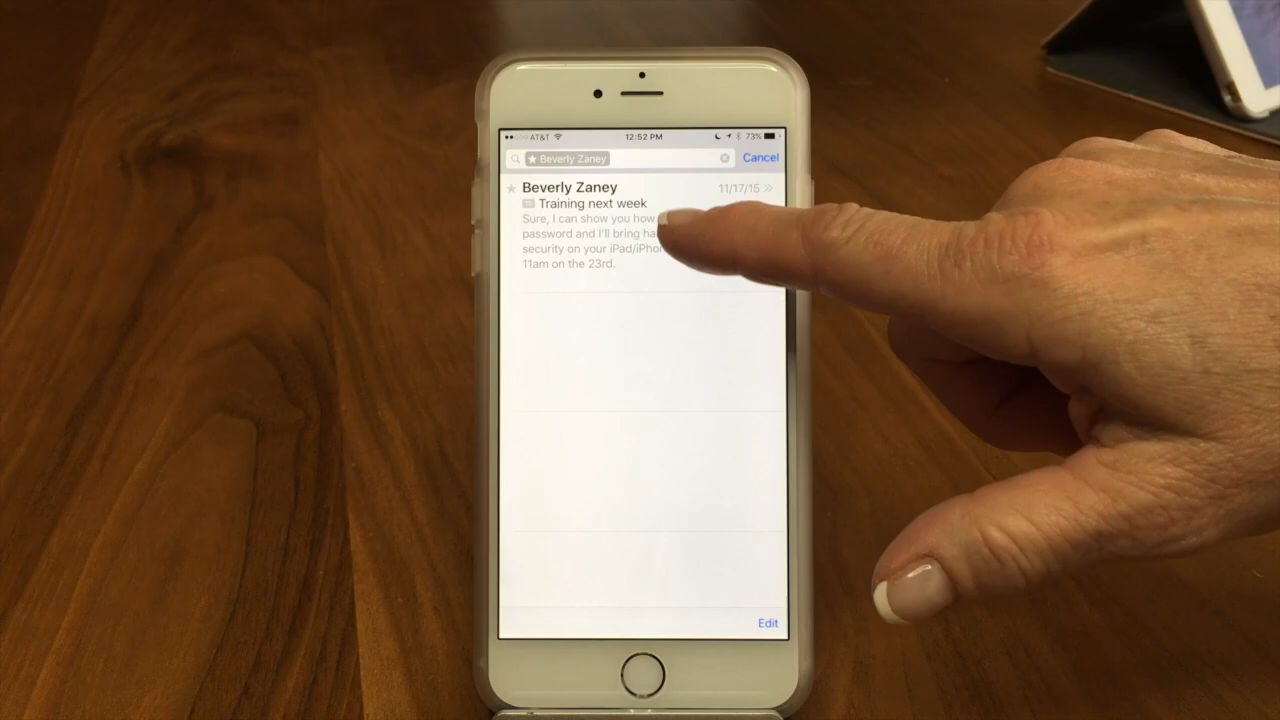 AT&T 12:52 PM 73%
Beverly Zaney Cancel
Beverly Zaney 11/17/15
TO Training next week
Sure, I can show you how
password and I'll bring
security on your iPad/iPhon
11am on the 23rd.
Edit